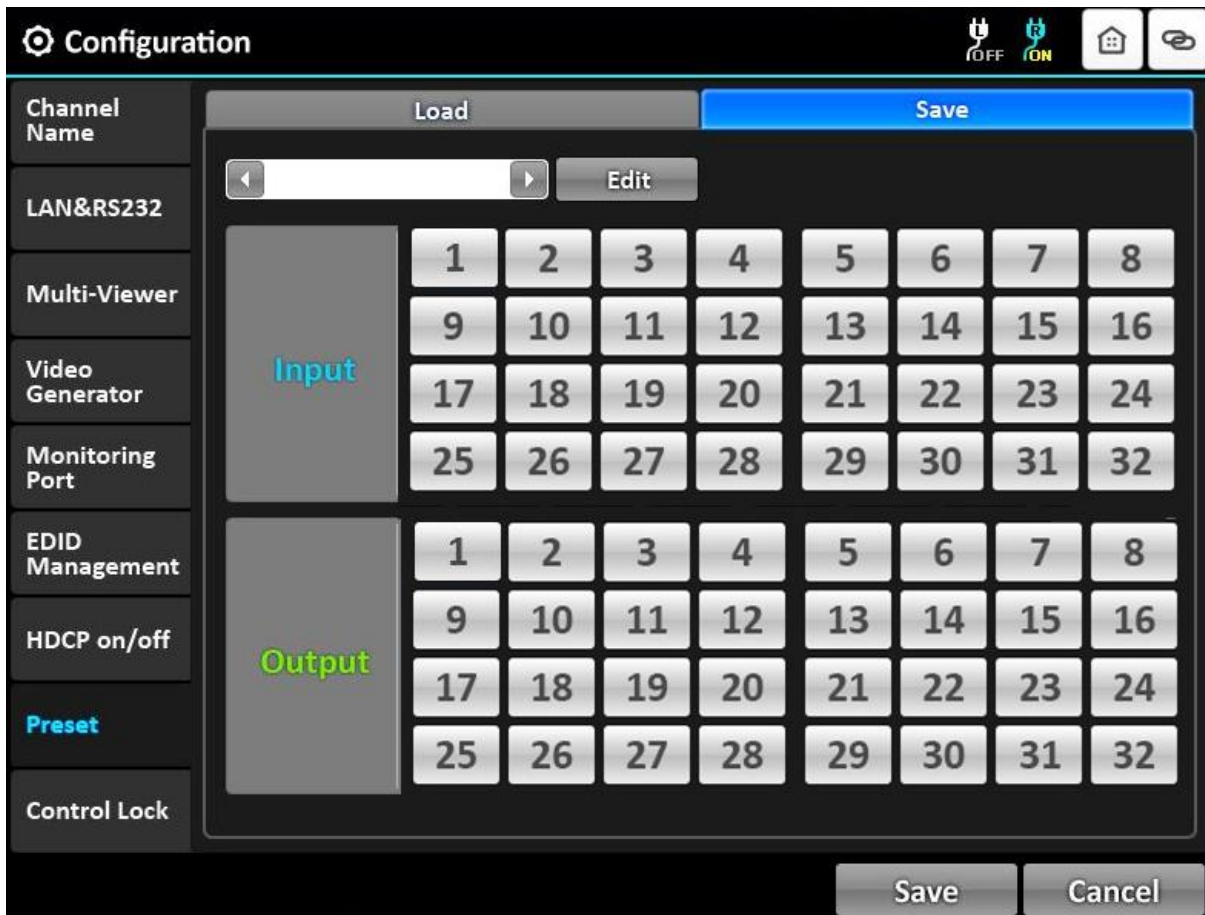 Configuration
L
OFF
R
ON
Channel
Name
LAN&RS232
Multi-Viewer
Video
Generator
Monitoring
Port
EDID
Management
HDCP on/off
Preset
Control Lock
Load
Save
Edit
Input
1 2 3 4 5 6 7 8
9 10 11 12 13 14 15 16
17 18 19 20 21 22 23 24
25 26 27 28 29 30 31 32
Output
1 2 3 4 5 6 7 8
9 10 11 12 13 14 15 16
17 18 19 20 21 22 23 24
25 26 27 28 29 30 31 32
Save
Cancel